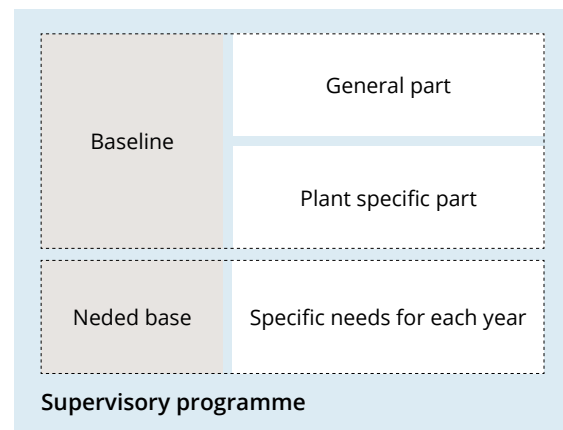 General part
Baseline
Plant specific part
Neded base
Specific needs for each year
Supervisory programme